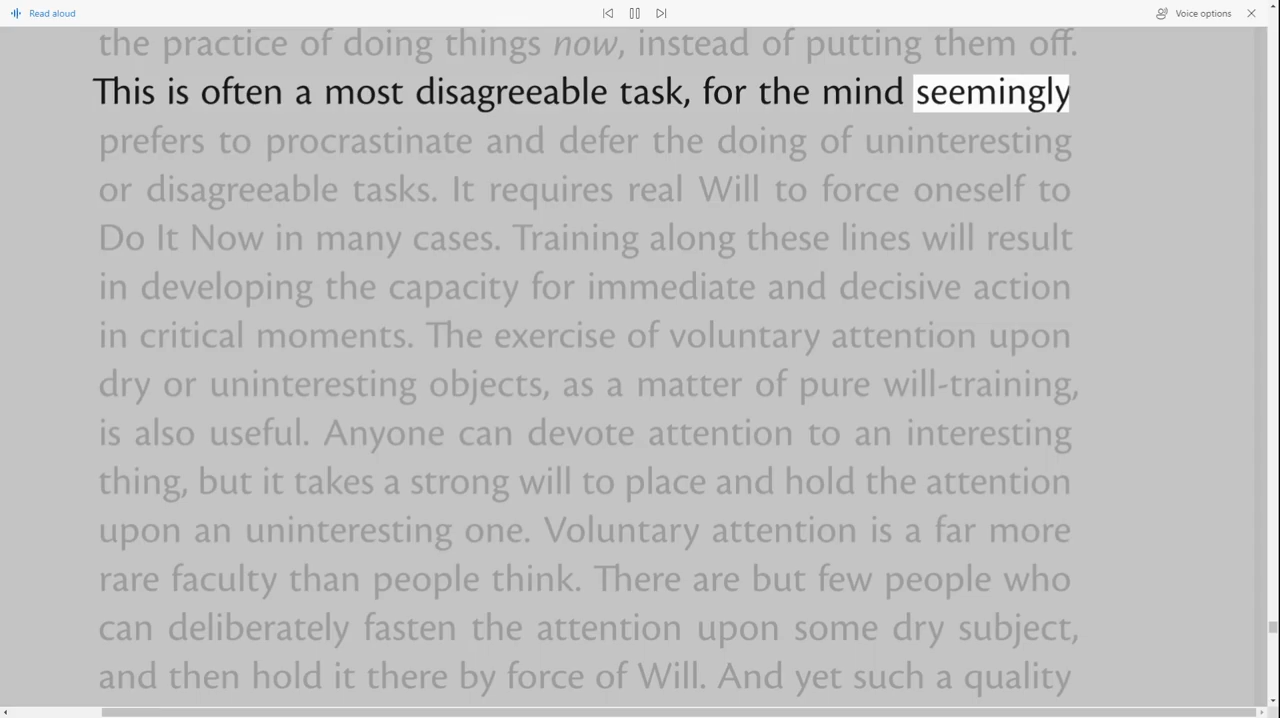 Read aloud
Voice options
the practice of doing things now, instead of putting them off.
This is often a most disagreeable task, for the mind seemingly
prefers to procrastinate and defer the doing of uninteresting
or disagreeable tasks. It requires real Will to force oneself to
Do It Now in many cases. Training along these lines will result
in developing the capacity for immediate and decisive action
in critical moments. The exercise of voluntary attention upon
dry or uninteresting objects, as a matter of pure will-training,
is also useful. Anyone can devote attention to an interesting
thing, but it takes a strong will to place and hold the attention
upon an uninteresting one. Voluntary attention is a far more
rare faculty than people think. There are but few people who
can deliberately fasten the attention upon some dry subject,
and then hold it there by force of Will. And yet such a quality